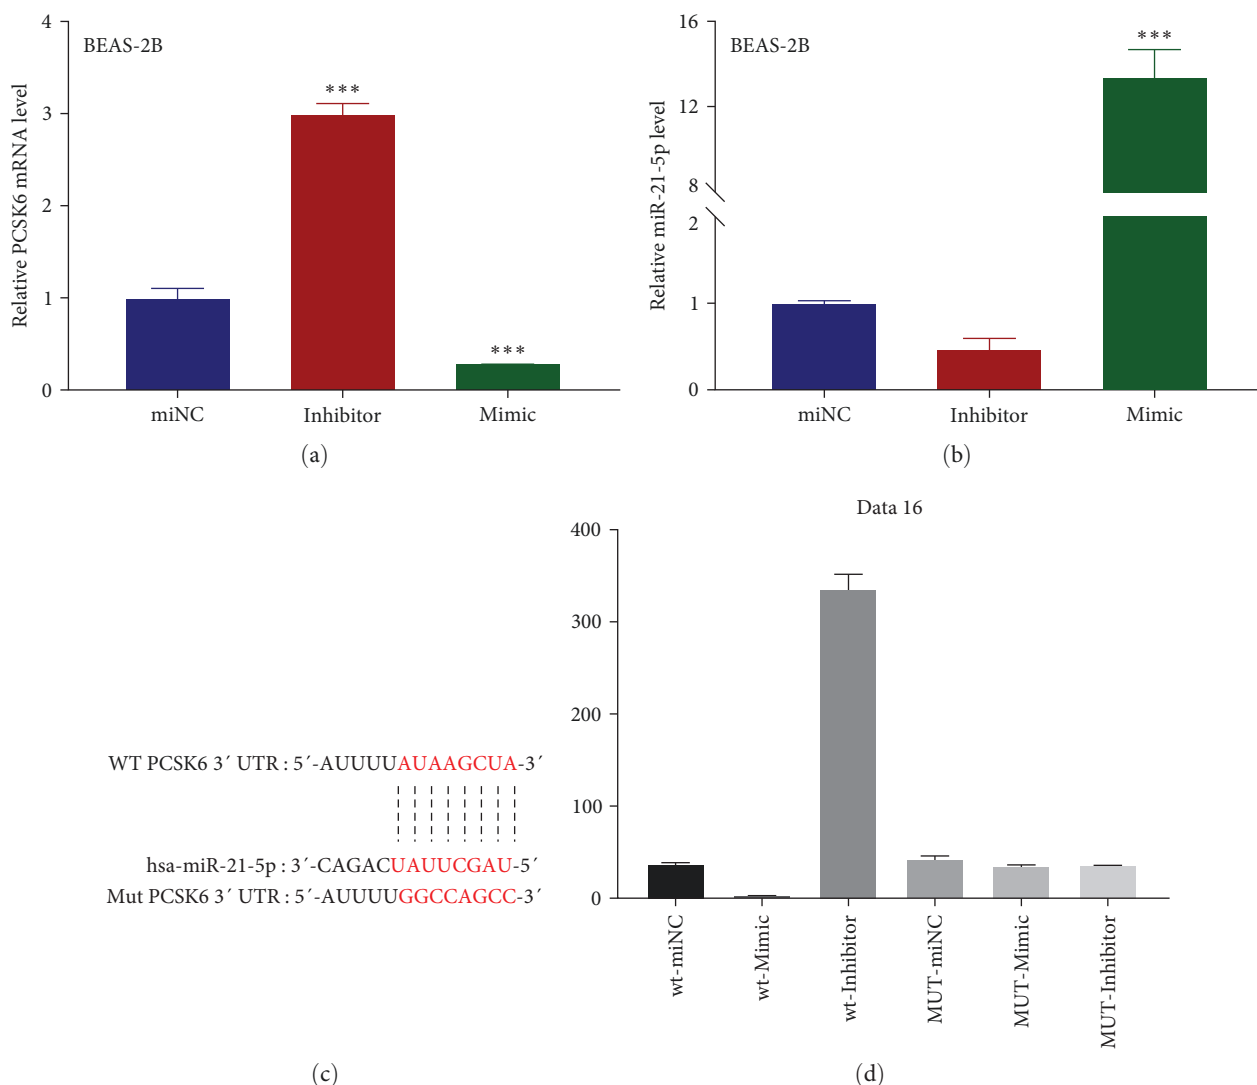 BEAS-2B
Relative PCSK6 mRNA level
4
3
2
1
0
***
***
miNC Inhibitor Mimic
(a)
BEAS-2B
Relative miR-21-5p level
16
12
8
2
1
0
***
miNC Inhibitor Mimic
(b)
WT PCSK6 3′ UTR : 5′-AUUUUAUAAGCUA-3′
hsa-miR-21-5p : 3′-CAGACUAUUCGAU-5′
Mut PCSK6 3′ UTR : 5′-AUUUUGGCCAGCC-3′
(c)
Data 16
400
300
200
100
0
wt-miNC
wt-Mimic
wt-Inhibitor
MUT-miNC
MUT-Mimic
MUT-Inhibitor
(d)